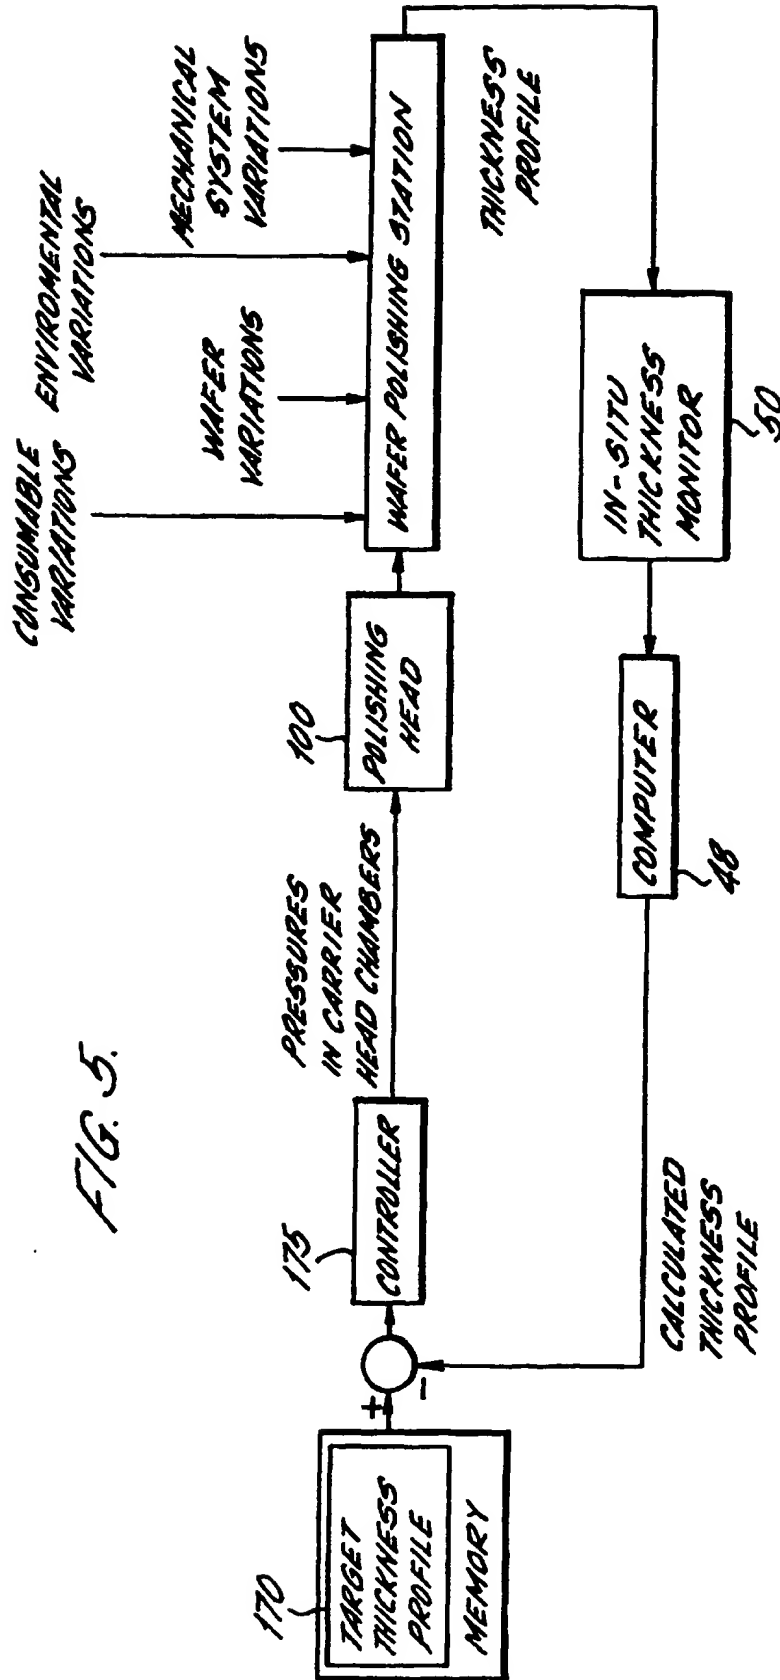 FIG. 5.
CONSUMABLE
VARIATIONS
ENVIROMENTAL
VARIATIONS
WAFER
VARIATIONS
MECHANICAL
SYSTEM
VARIATIONS
170
TARGET
THICKNESS
PROFILE
MEMORY
+
-
175
CONTROLLER
PRESSURES
IN CARRIER
HEAD CHAMBERS
100
POLISHING
HEAD
WAFER POLISHING STATION
THICKNESS
PROFILE
IN-SITU
THICKNESS
MONITOR
50
COMPUTER
48
CALCULATED
THICKNESS
PROFILE